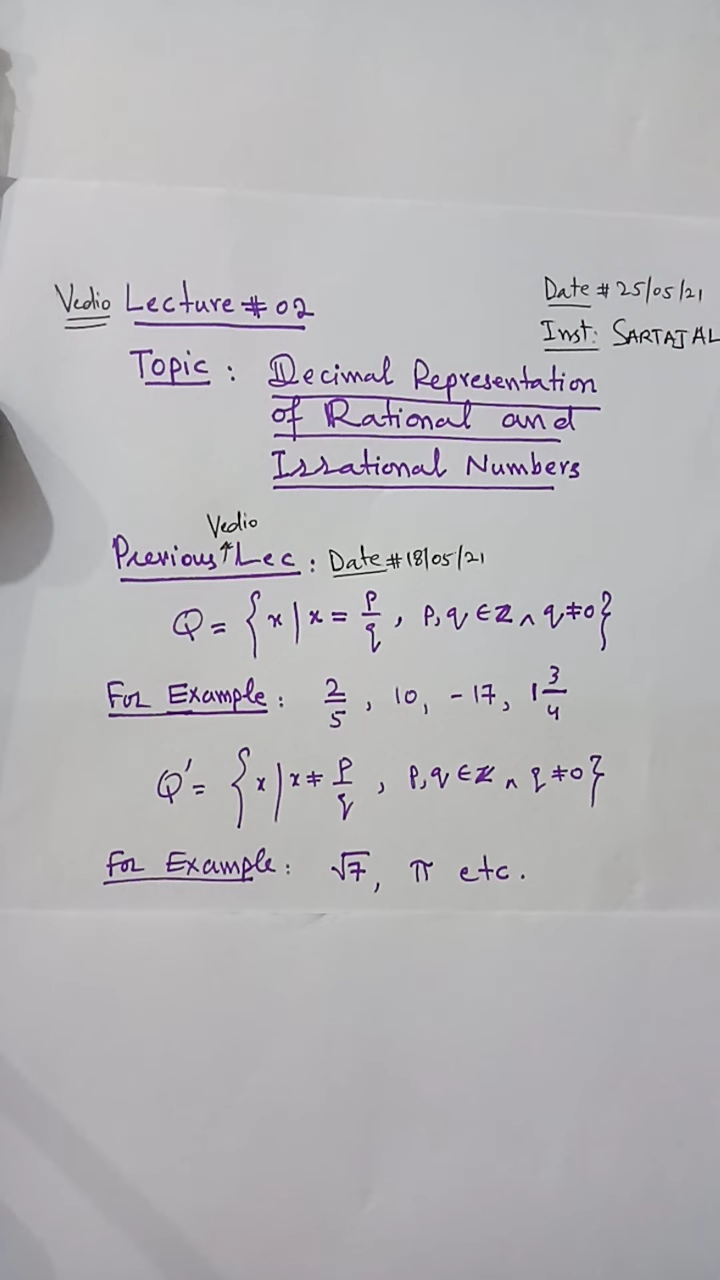 Vedio Lecture # 02
Date # 25/05/21
Inst: SARTAJ AL
Topic : Decimal Representation
of Rational and
Irrational Numbers
Vedio
Previous ↑ Lec : Date # 18/05/21
Q = { x | x = p/q , p, q ∈ Z ∧ q ≠ 0 }
For Example : 2/5 , 10, - 17, 1 3/4
Q' = { x | x ≠ p/q , p, q ∈ Z ∧ q ≠ 0 }
For Example : √7, π etc.